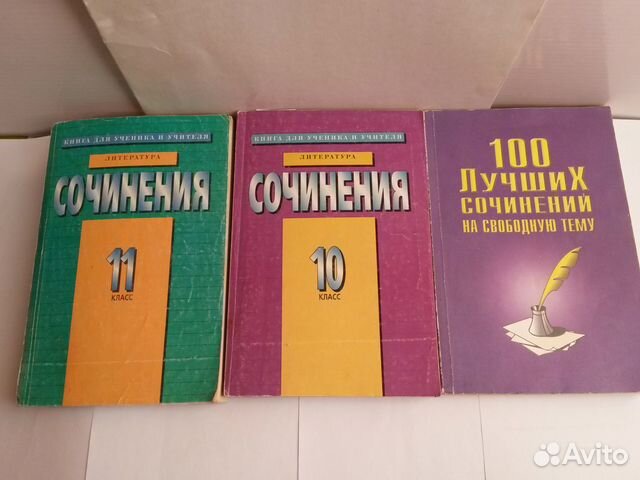 КНИГА ДЛЯ УЧЕНИКА И УЧИТЕЛЯ
ЛИТЕРАТУРА
СОЧИНЕНИЯ
11
КЛАСС
КНИГА ДЛЯ УЧЕНИКА И УЧИТЕЛЯ
ЛИТЕРАТУРА
СОЧИНЕНИЯ
10
КЛАСС
100
ЛУЧШИХ
СОЧИНЕНИЙ
НА СВОБОДНУЮ ТЕМУ
Avito